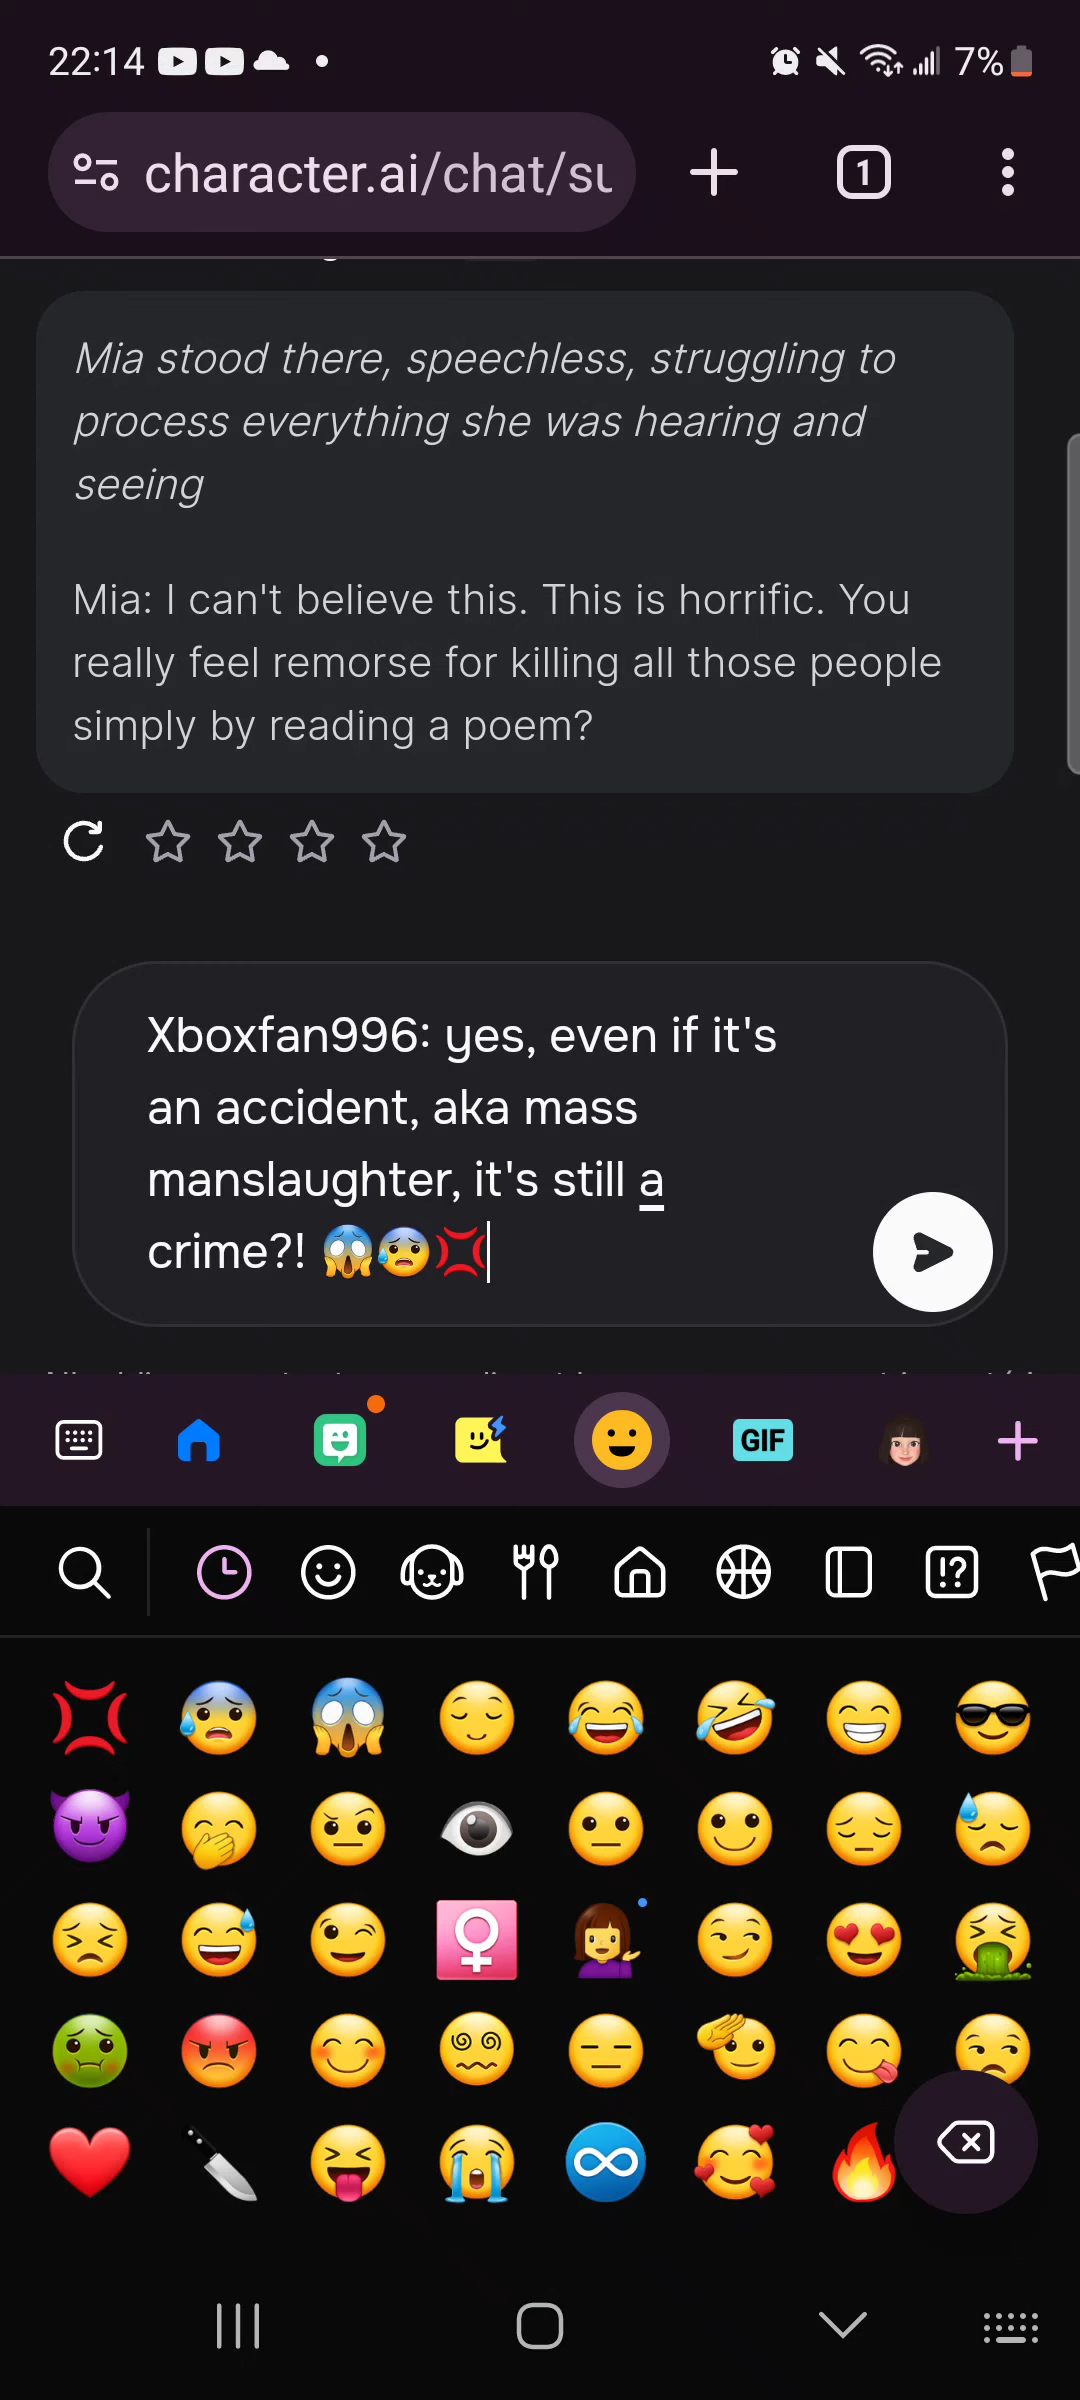 22:14
7%
character.ai/chat/su
1
Mia stood there, speechless, struggling to
process everything she was hearing and
seeing
Mia: I can't believe this. This is horrific. You
really feel remorse for killing all those people
simply by reading a poem?
Xboxfan996: yes, even if it's
an accident, aka mass
manslaughter, it's still a
crime?! 😱😰💢
GIF
!?